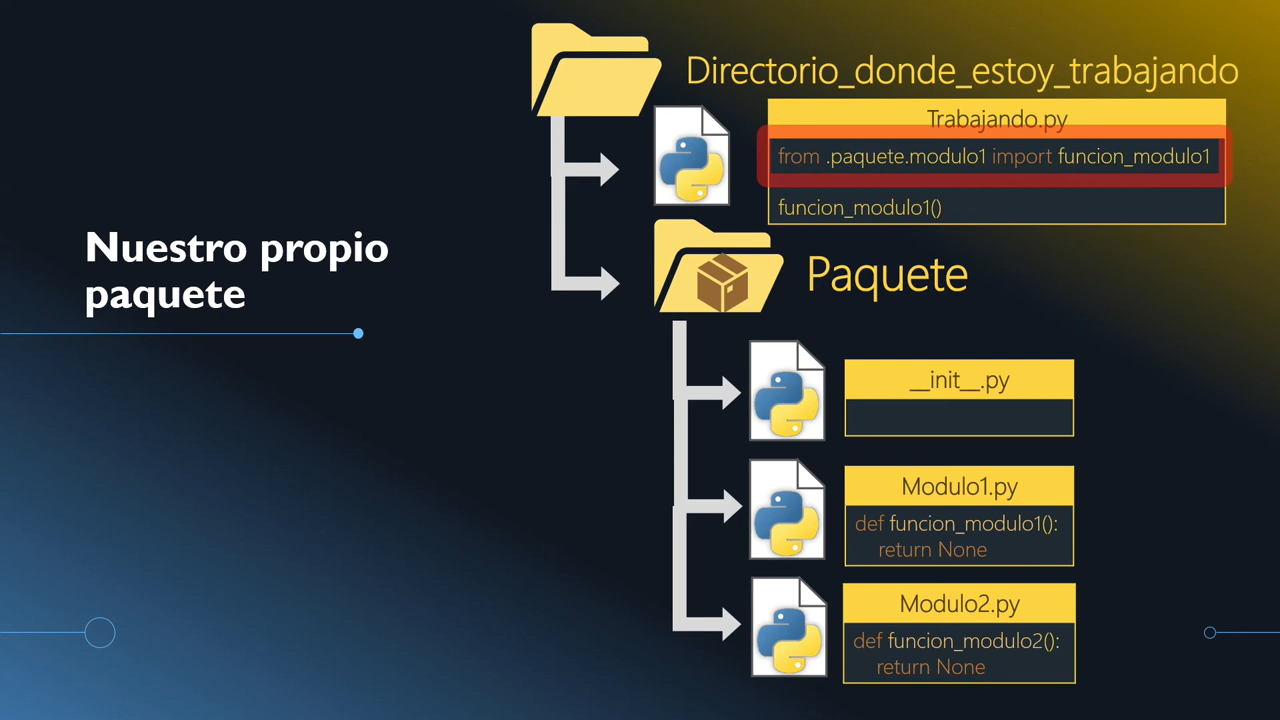 Nuestro propio
paquete
Directorio_donde_estoy_trabajando
Trabajando.py
from .paquete.modulo1 import funcion_modulo1
funcion_modulo1()
Paquete
__init__.py
Modulo1.py
def funcion_modulo1():
return None
Modulo2.py
def funcion_modulo2():
return None